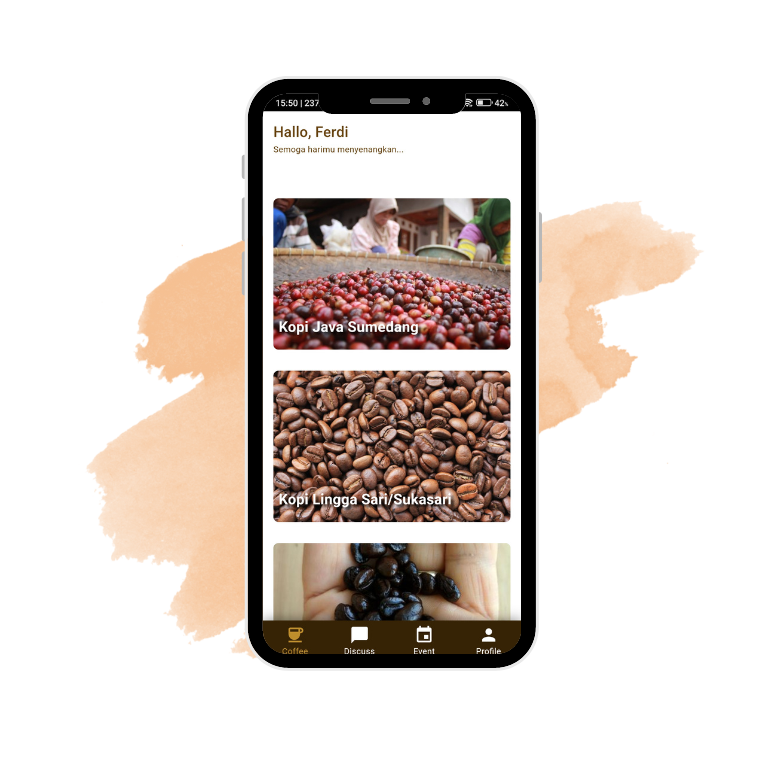 15:50 | 237
42%
Hallo, Ferdi
Semoga harimu menyenangkan...
Kopi Java Sumedang
Kopi Lingga Sari/Sukasari
Coffee
Discuss
Event
Profile